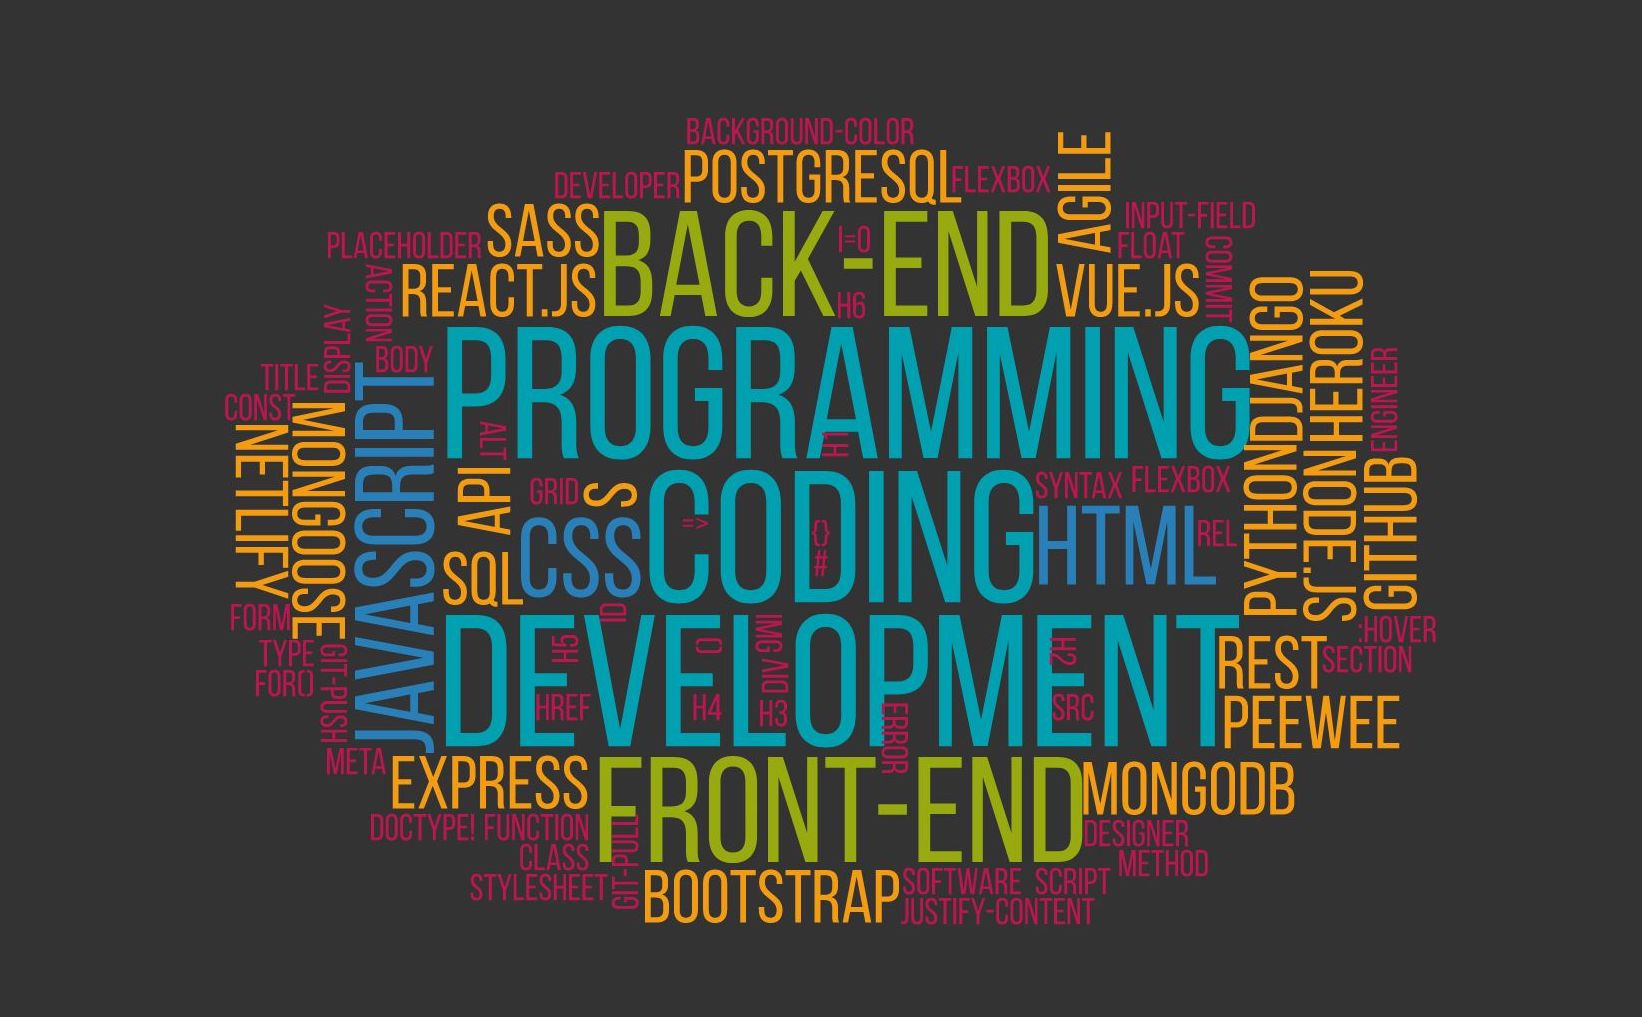 BACKGROUND-COLOR
DEVELOPER
POSTGRESQL
FLEXBOX
AGILE
PLACEHOLDER
SASS
BACK-END
I=0
INPUT-FIELD
FLOAT
COMMIT
ACTION
REACT.JS
H6
VUE.JS
DISPLAY
BODY
PROGRAMMING
PYTHON
DJANGO
NODE.JS
HEROKU
ENGINEER
TITLE
CONST
NETLIFY
MONGOOSE
JAVASCRIPT
ALT
H1
API
GRID
S
CODING
SYNTAX
FLEXBOX
=>
{}
#
SQL
CSS
HTML
REL
GITHUB
FORM
TYPE
FOR()
GIT-PUSH
ID
DEVELOPMENT
H5
()
IMG
H2
REST
:HOVER
SECTION
HREF
H4
DIV
H3
SRC
PEEWEE
ERROR
META
EXPRESS
FRONT-END
MONGODB
DOCTYPE!
FUNCTION
DESIGNER
CLASS
GIT-PULL
METHOD
STYLESHEET
BOOTSTRAP
SOFTWARE
SCRIPT
JUSTIFY-CONTENT